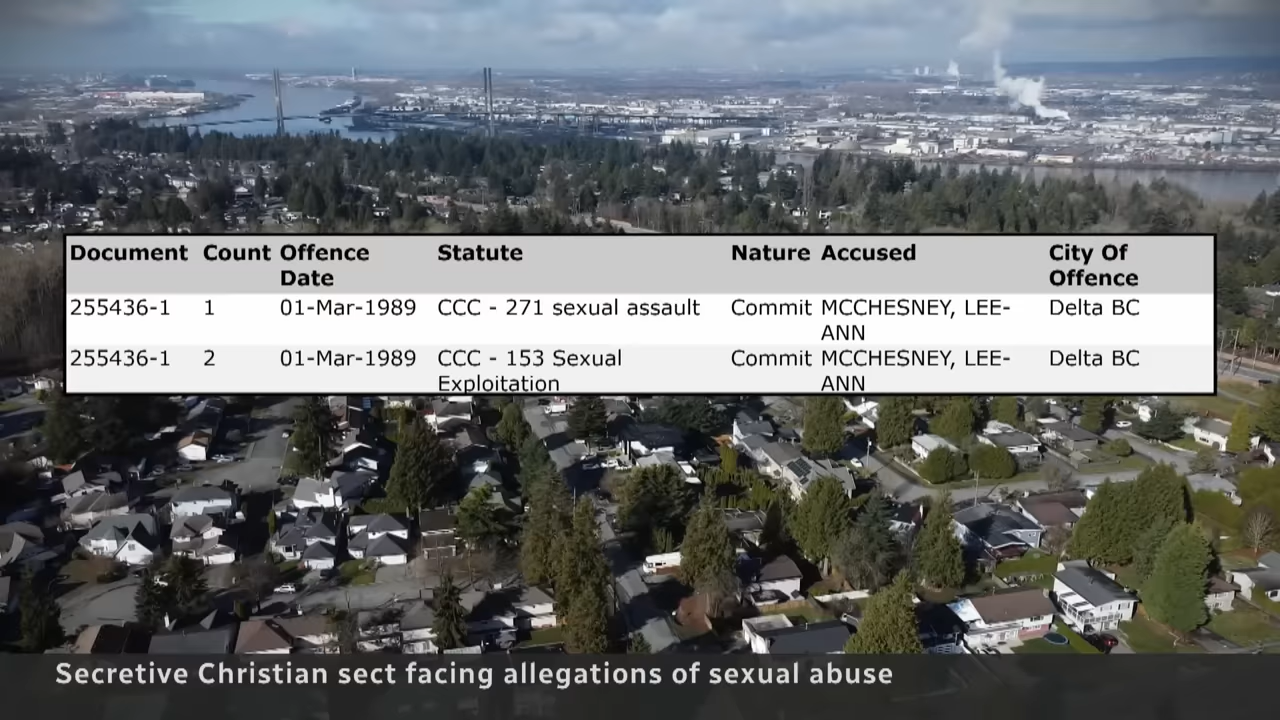 Document Count Offence Date Statute Nature Accused City Of Offence
255436-1 1 01-Mar-1989 CCC - 271 sexual assault Commit MCCHESNEY, LEE-ANN Delta BC
255436-1 2 01-Mar-1989 CCC - 153 Sexual Exploitation Commit MCCHESNEY, LEE-ANN Delta BC
Secretive Christian sect facing allegations of sexual abuse